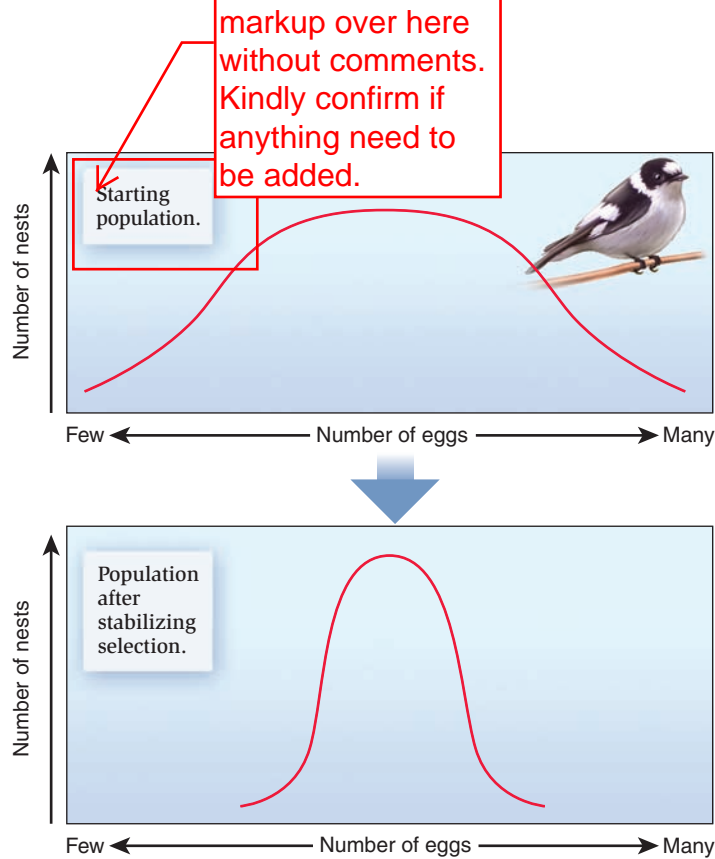 markup over here
without comments.
Kindly confirm if
anything need to
be added.
Starting
population.
Number of nests
Few Number of eggs Many
Population
after
stabilizing
selection.
Number of nests
Few Number of eggs Many